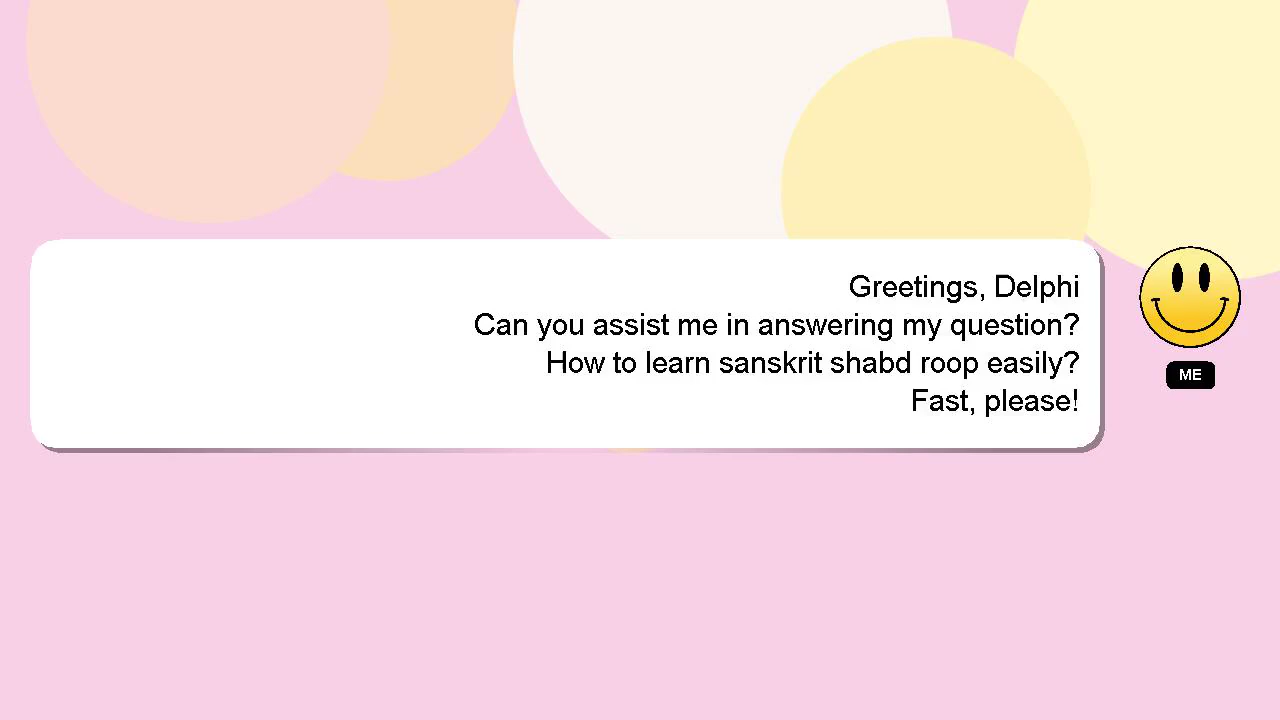 Greetings, Delphi
Can you assist me in answering my question?
How to learn sanskrit shabd roop easily?
Fast, please!
ME